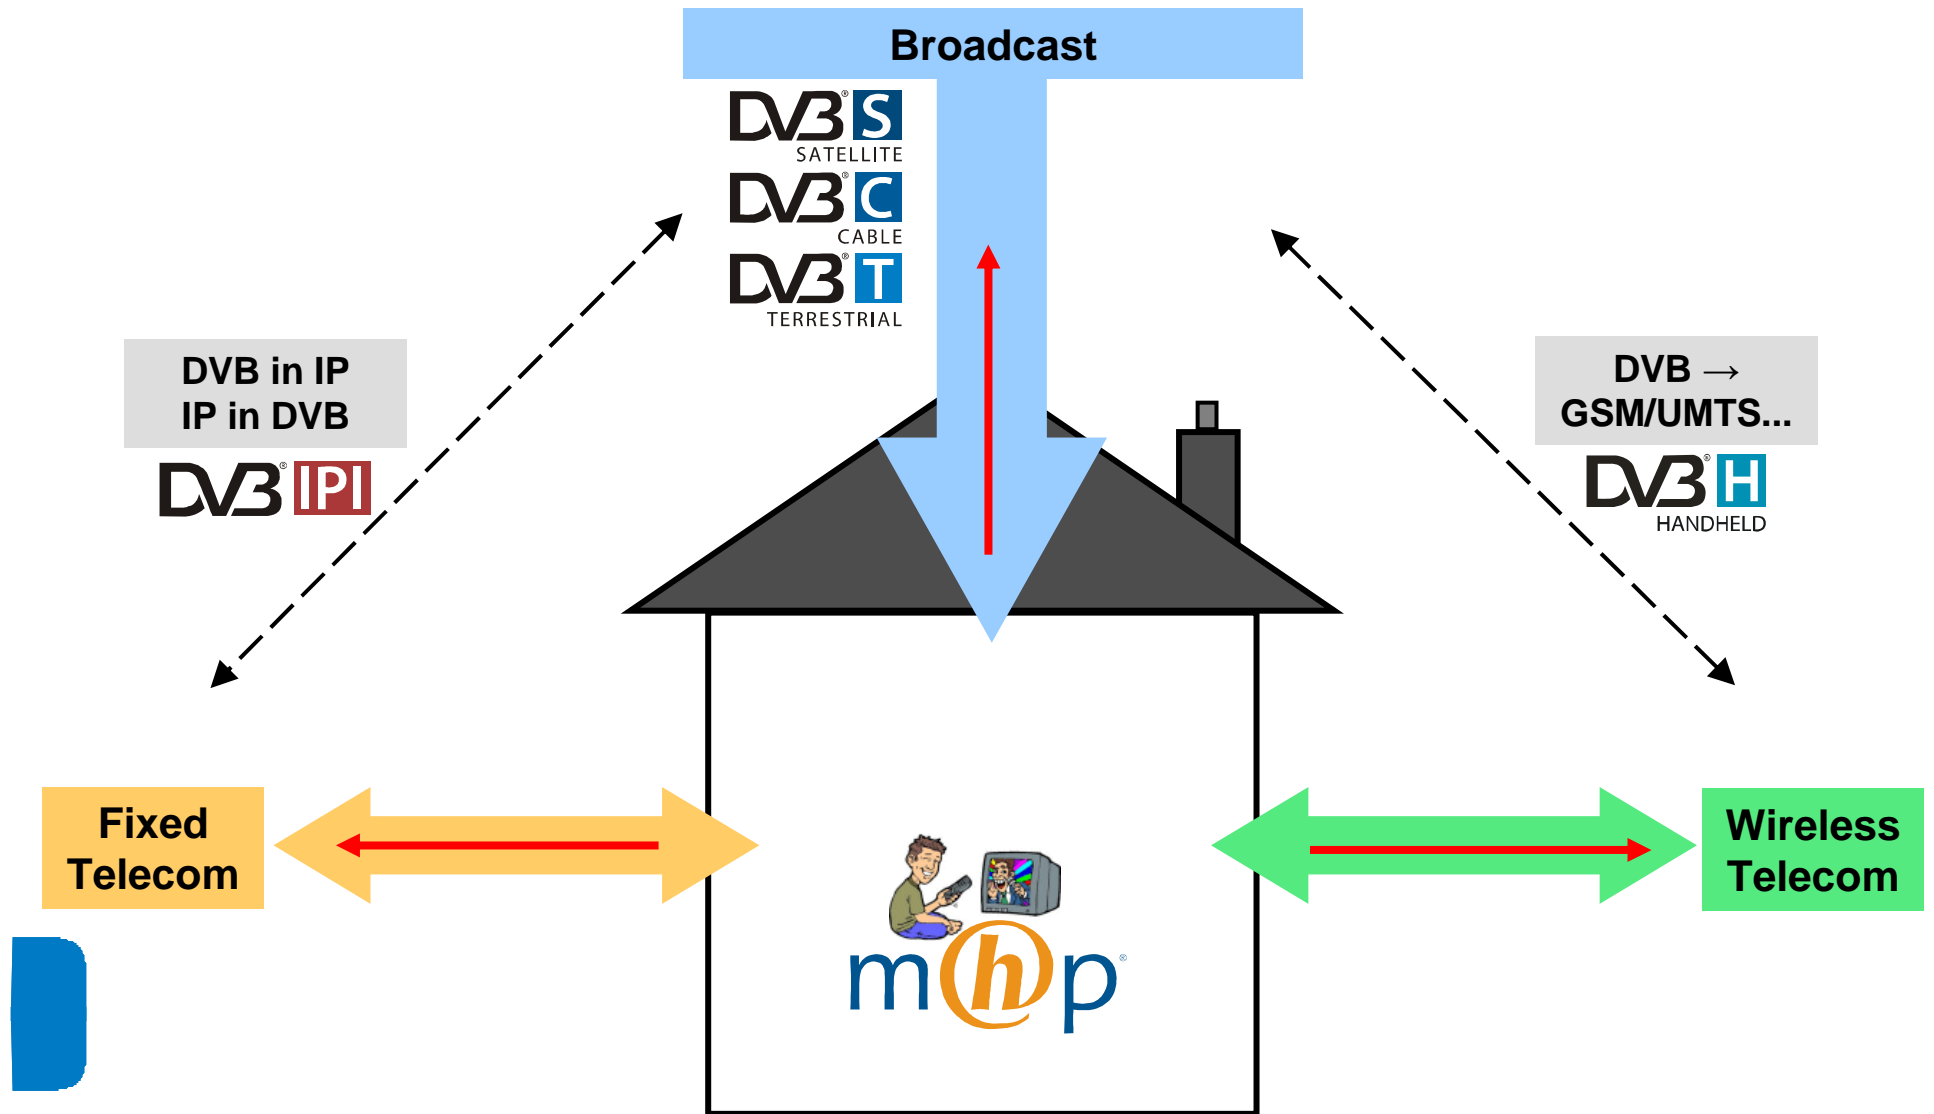 Broadcast
DVB® S
SATELLITE
DVB® C
CABLE
DVB® T
TERRESTRIAL
DVB in IP
IP in DVB
DVB® IPI
DVB →
GSM/UMTS...
DVB® H
HANDHELD
Fixed
Telecom
Wireless
Telecom
mhp®